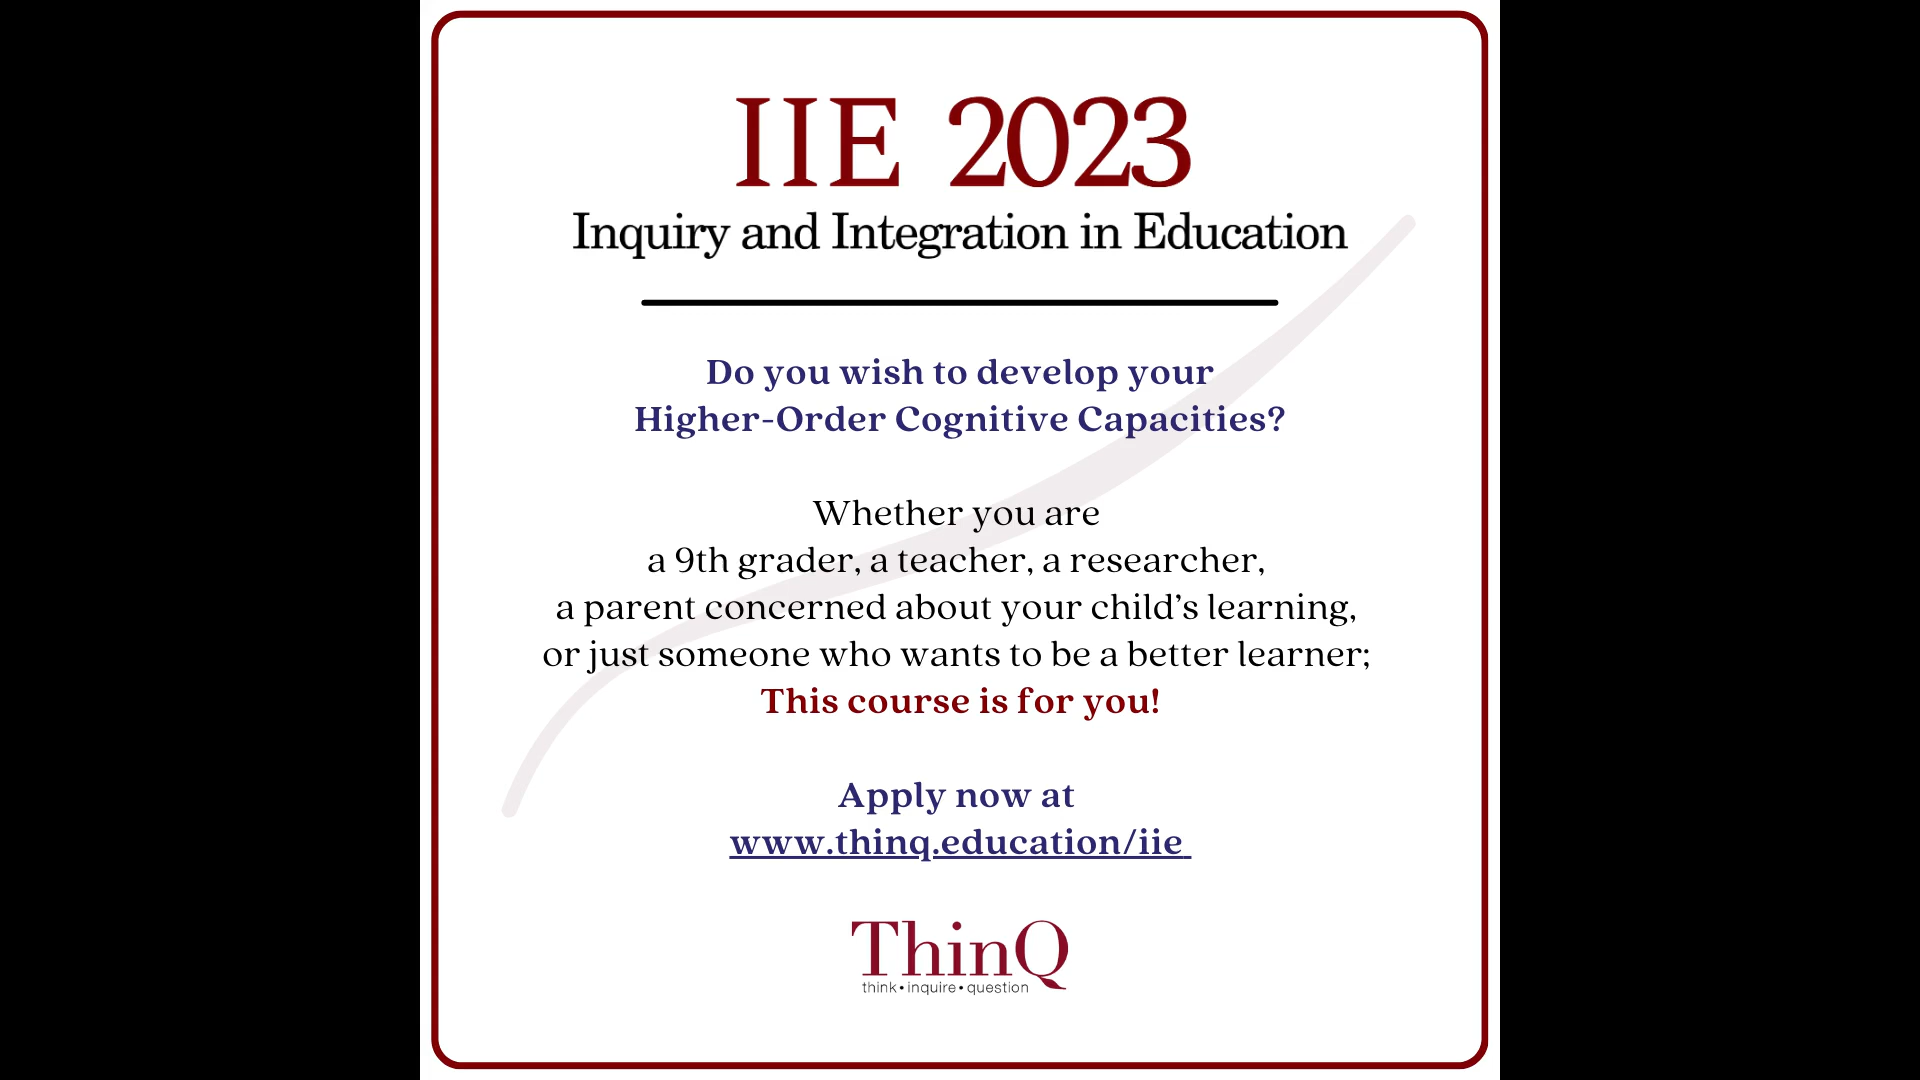 IIE 2023
Inquiry and Integration in Education
Do you wish to develop your
Higher-Order Cognitive Capacities?
Whether you are
a 9th grader, a teacher, a researcher,
a parent concerned about your child’s learning,
or just someone who wants to be a better learner;
This course is for you!
Apply now at
www.thinq.education/iie
ThinQ
think • inquire • question